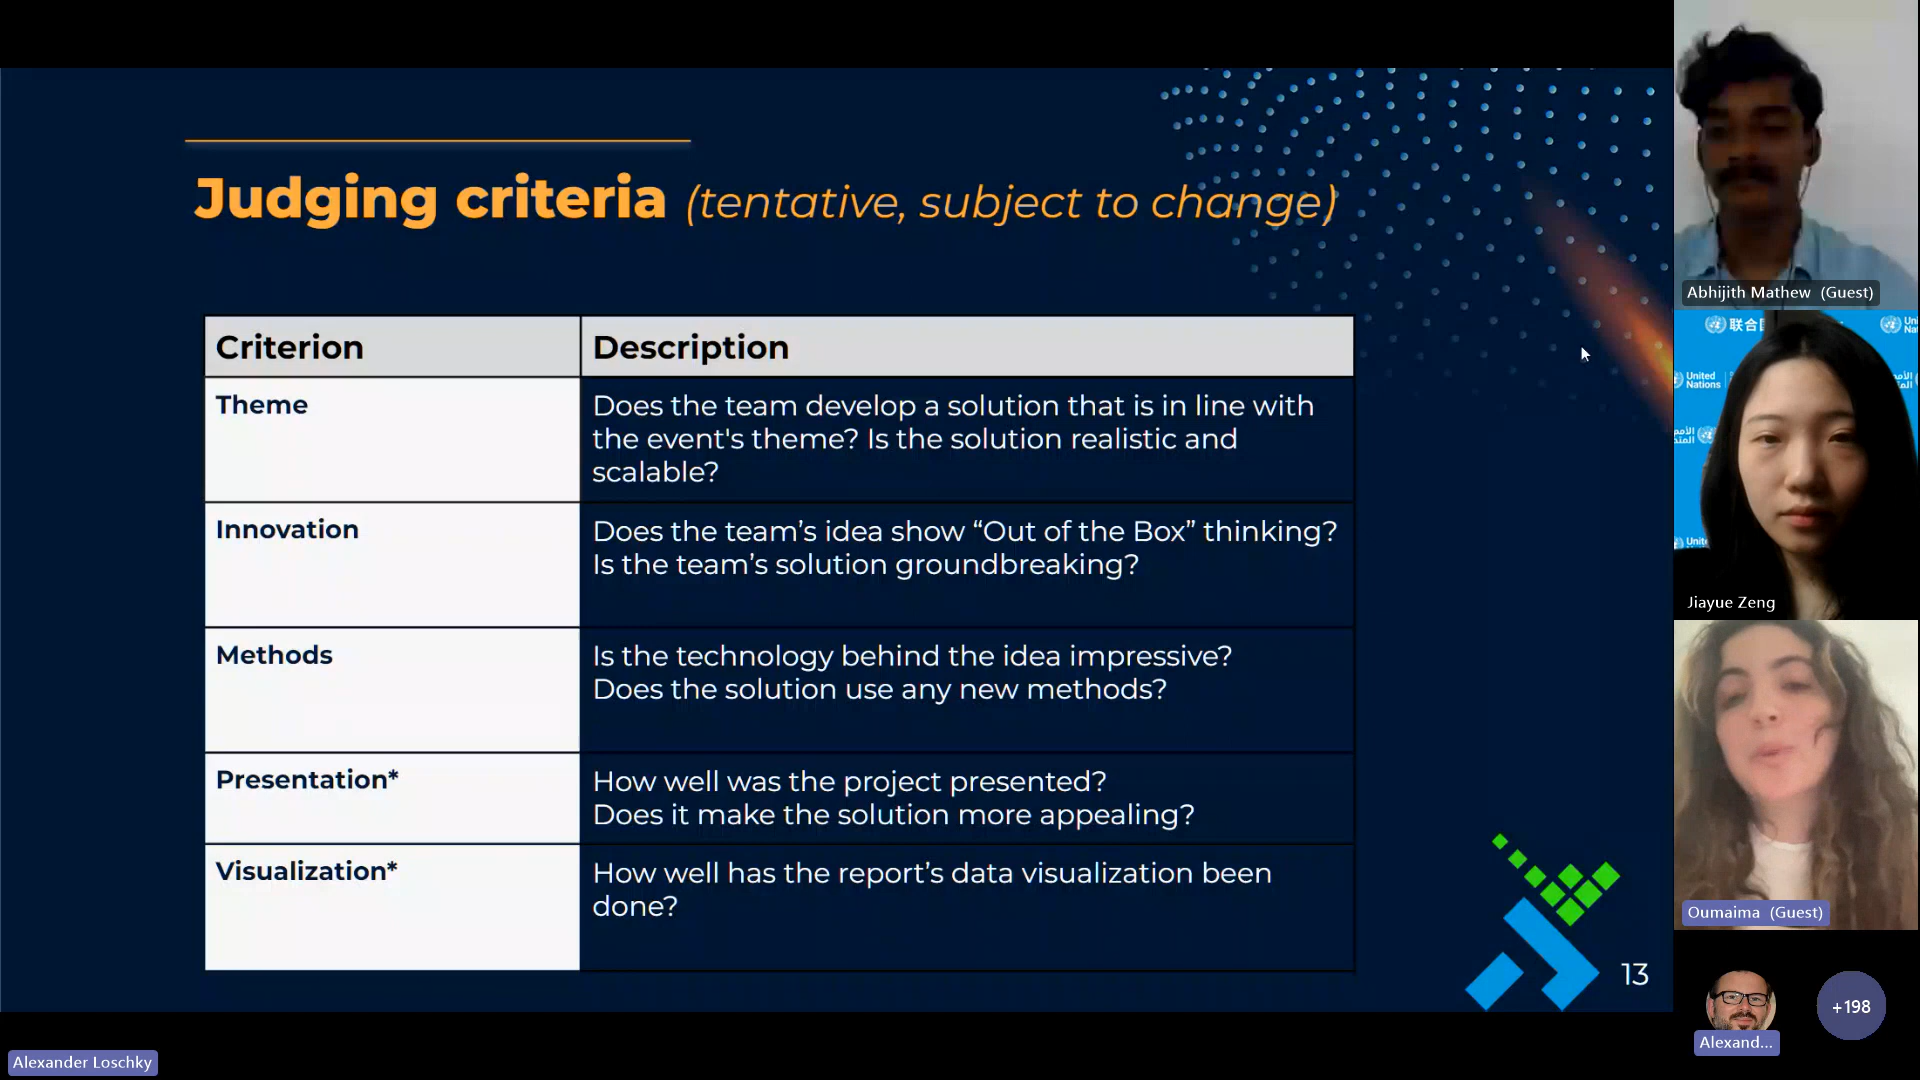 Judging criteria (tentative, subject to change)
Criterion
Description
Theme
Does the team develop a solution that is in line with
the event's theme? Is the solution realistic and
scalable?
Innovation
Does the team’s idea show “Out of the Box” thinking?
Is the team’s solution groundbreaking?
Methods
Is the technology behind the idea impressive?
Does the solution use any new methods?
Presentation*
How well was the project presented?
Does it make the solution more appealing?
Visualization*
How well has the report’s data visualization been
done?
13
Abhijith Mathew (Guest)
联合
United
Nations
Jiayue Zeng
Oumaima (Guest)
Alexand...
+198
Alexander Loschky